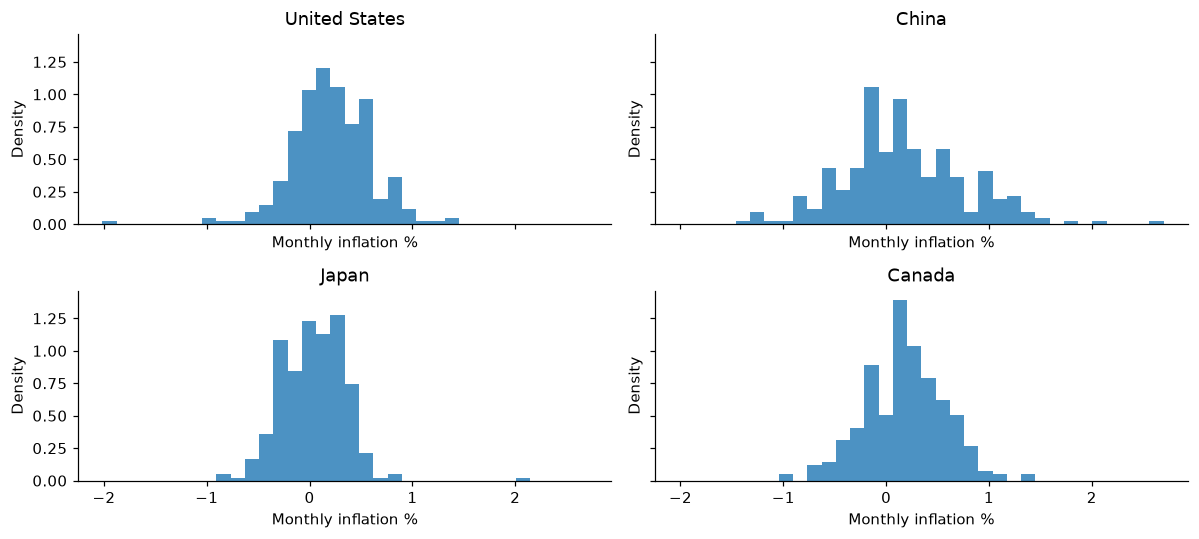 United States
China
Density
1.25
1.00
0.75
0.50
0.25
0.00
Monthly inflation %
Density
Monthly inflation %
Japan
Canada
Density
1.25
1.00
0.75
0.50
0.25
0.00
−2
−1
0
1
2
Monthly inflation %
Density
−2
−1
0
1
2
Monthly inflation %